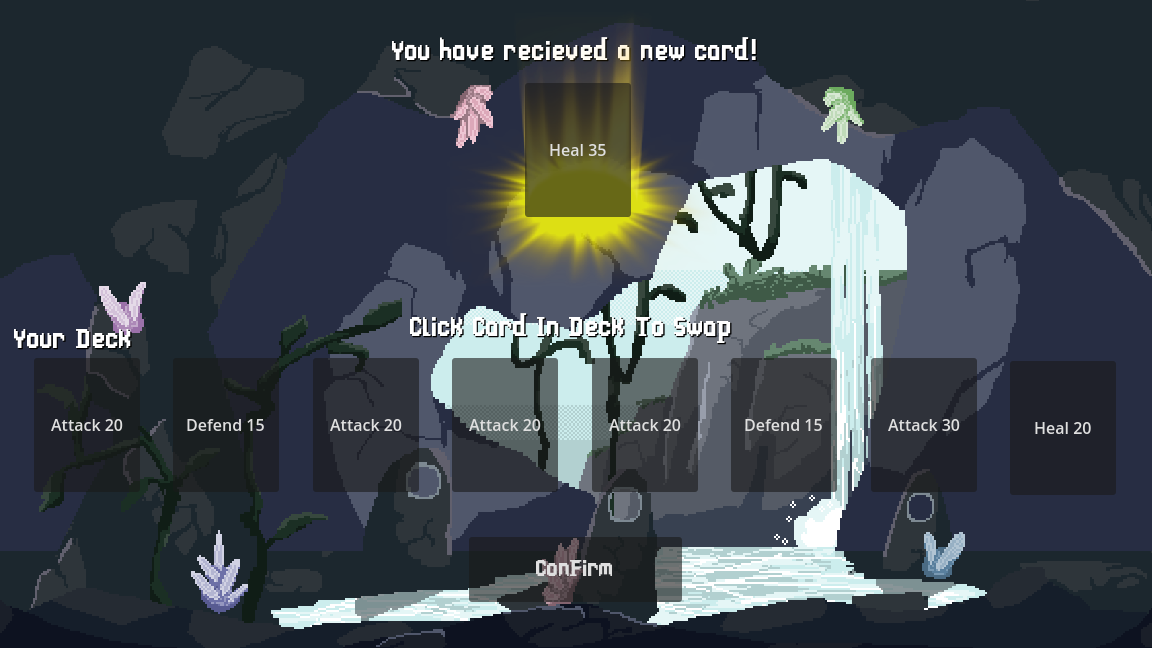 You have recieved a new card!
Heal 35
Click Card In Deck To Swap
Your Deck
Attack 20
Defend 15
Attack 20
Attack 20
Attack 20
Defend 15
Attack 30
Heal 20
ConFirm